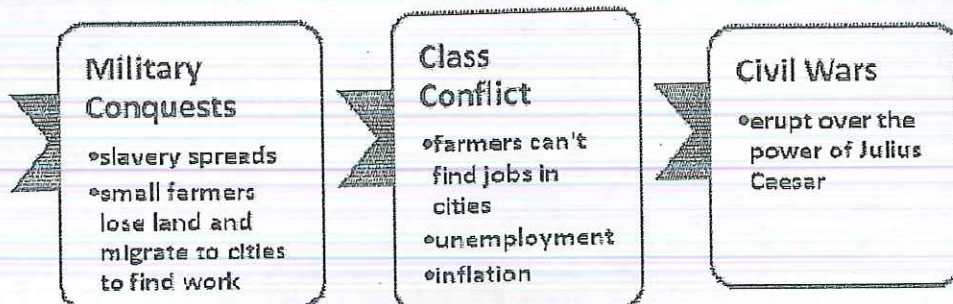 Military
Conquests
•slavery spreads
•small farmers
lose land and
migrate to cities
to find work
Class
Conflict
•farmers can't
find jobs in
cities
•unemployment
•inflation
Civil Wars
•erupt over the
power of Julius
Caesar